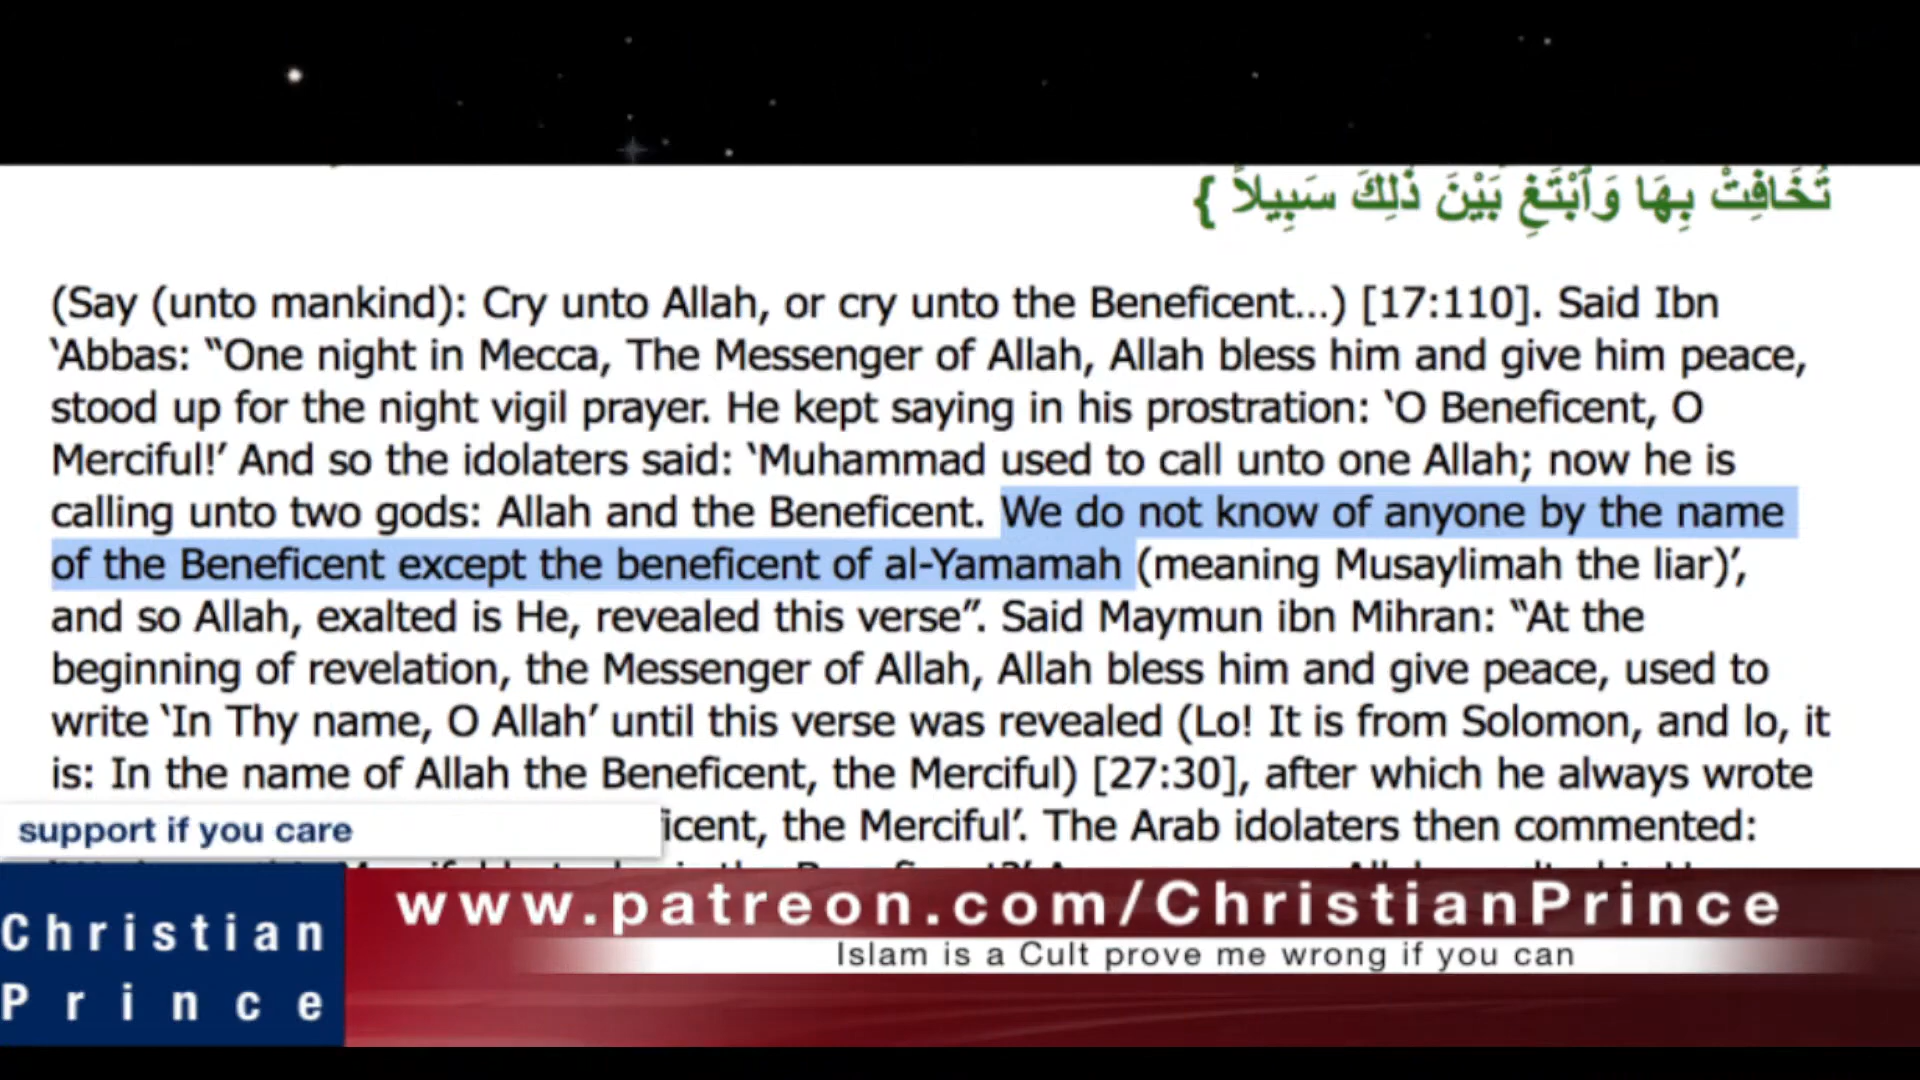 تُخَافِتْ بِهَا وَٱبْتَغِ بَيْنَ ذَٰلِكَ سَبِيلاً }
(Say (unto mankind): Cry unto Allah, or cry unto the Beneficent…) [17:110]. Said Ibn
‘Abbas: “One night in Mecca, The Messenger of Allah, Allah bless him and give him peace,
stood up for the night vigil prayer. He kept saying in his prostration: ‘O Beneficent, O
Merciful!’ And so the idolaters said: ‘Muhammad used to call unto one Allah; now he is
calling unto two gods: Allah and the Beneficent. We do not know of anyone by the name
of the Beneficent except the beneficent of al-Yamamah (meaning Musaylimah the liar)’,
and so Allah, exalted is He, revealed this verse”. Said Maymun ibn Mihran: “At the
beginning of revelation, the Messenger of Allah, Allah bless him and give peace, used to
write ‘In Thy name, O Allah’ until this verse was revealed (Lo! It is from Solomon, and lo, it
is: In the name of Allah the Beneficent, the Merciful) [27:30], after which he always wrote
icent, the Merciful’. The Arab idolaters then commented:
support if you care
Christian
Prince
www.patreon.com/ChristianPrince
Islam is a Cult prove me wrong if you can